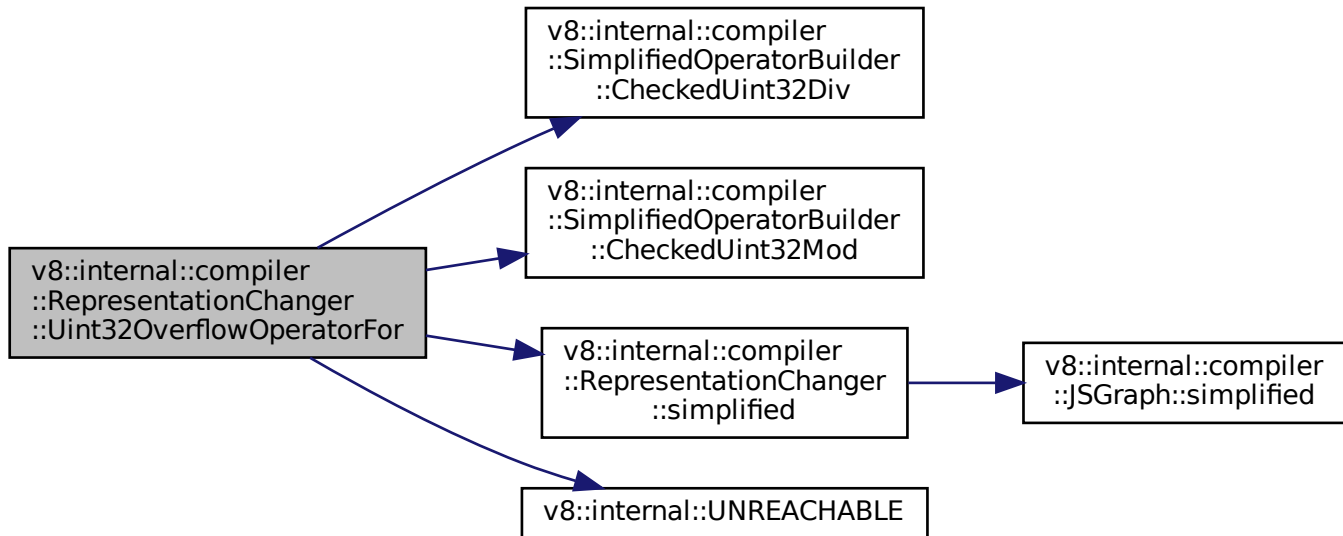 v8::internal::compiler
::SimplifiedOperatorBuilder
::CheckedUint32Div
v8::internal::compiler
::SimplifiedOperatorBuilder
::CheckedUint32Mod
v8::internal::compiler
::RepresentationChanger
::Uint32OverflowOperatorFor
v8::internal::compiler
::RepresentationChanger
::simplified
v8::internal::compiler
::JSGraph::simplified
v8::internal::UNREACHABLE